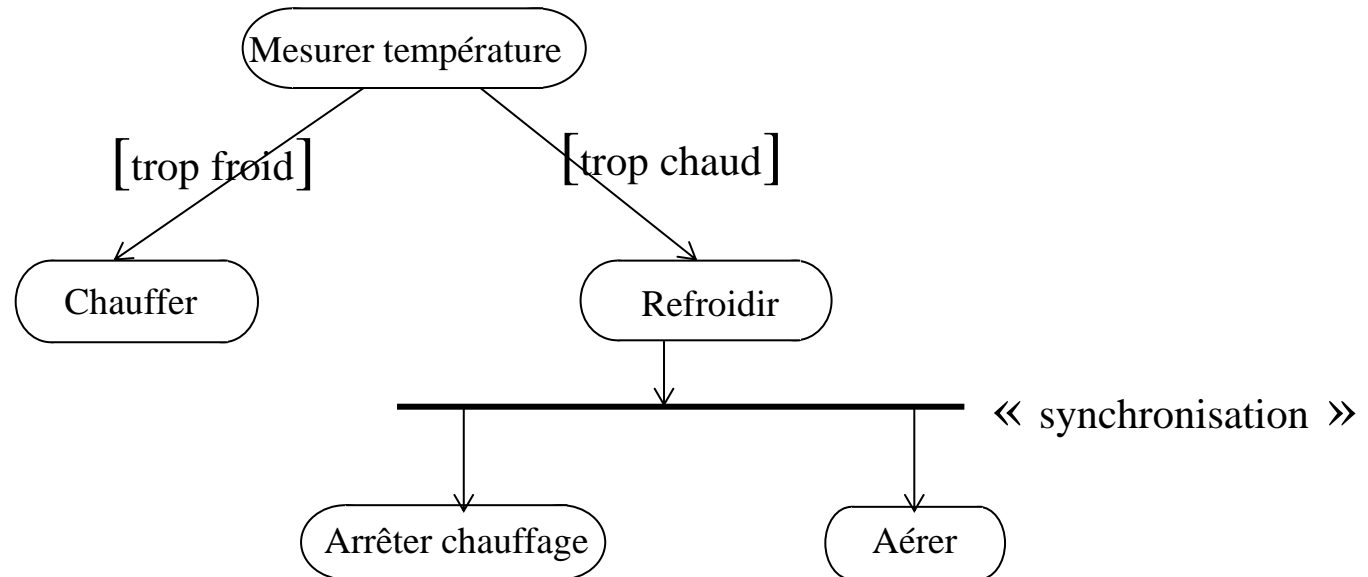 Mesurer température
[trop froid]
[trop chaud]
Chauffer
Refroidir
« synchronisation »
Arrêter chauffage
Aérer